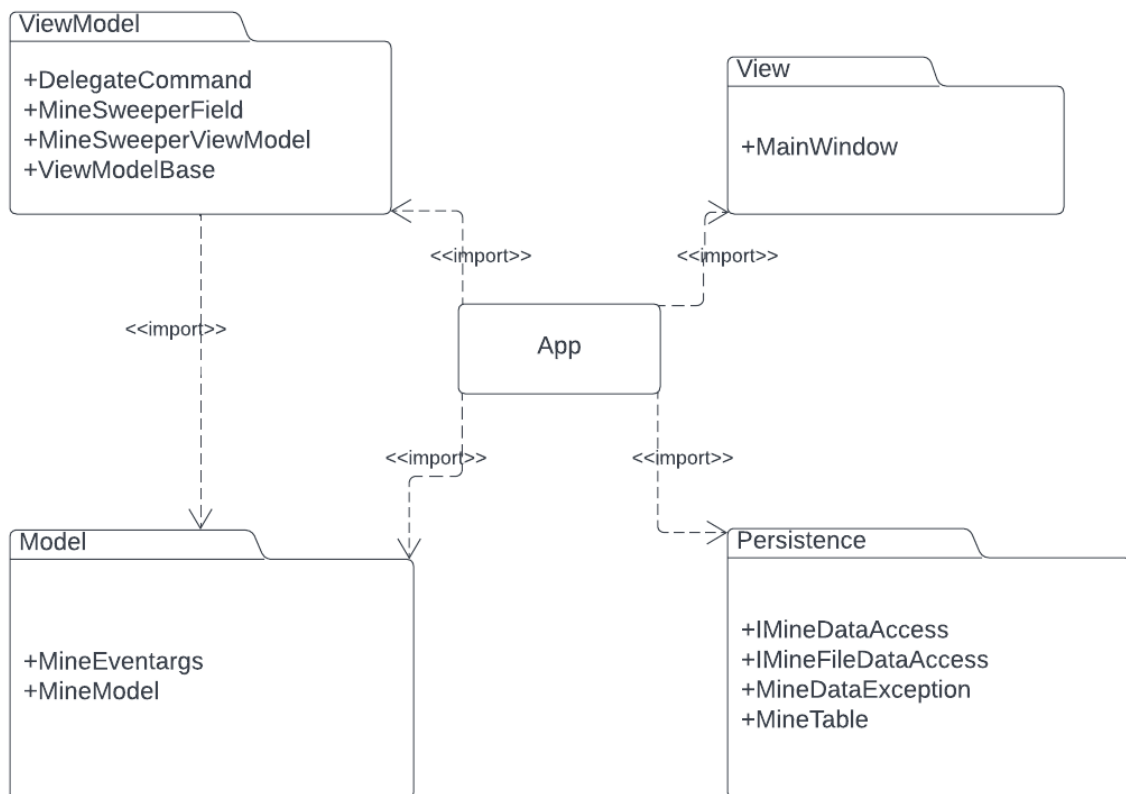 ViewModel
+DelegateCommand
+MineSweeperField
+MineSweeperViewModel
+ViewModelBase
View
+MainWindow
<<import>>
<<import>>
<<import>>
App
<<import>>
<<import>>
Model
+MineEventargs
+MineModel
Persistence
+IMineDataAccess
+IMineFileDataAccess
+MineDataException
+MineTable